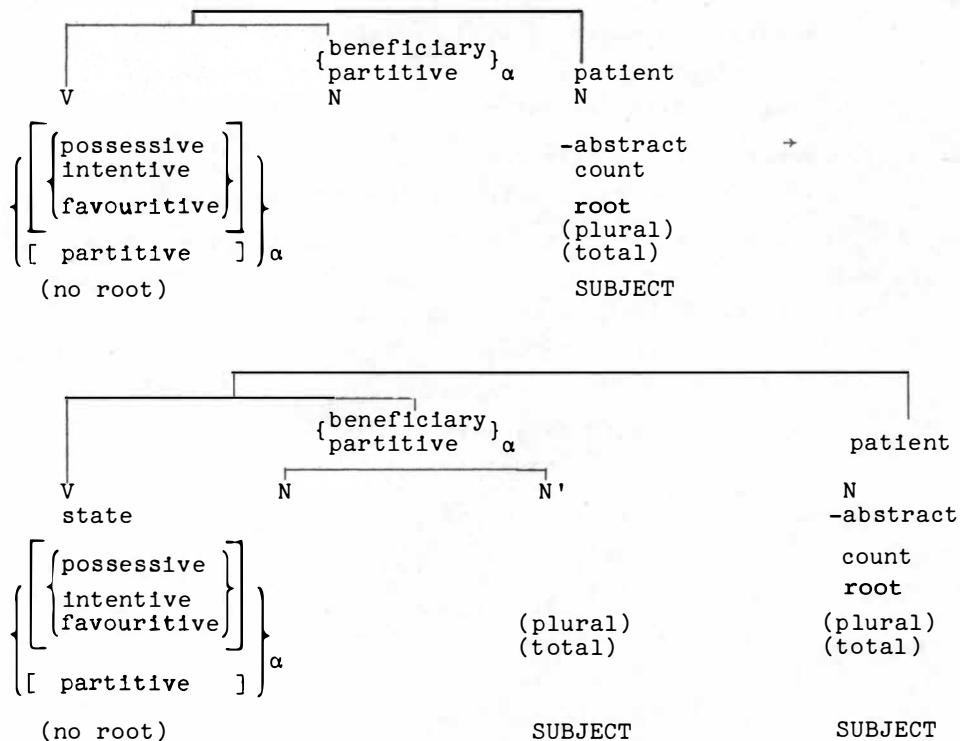 {beneficiary
partitive}α patient
V N N
possessive -abstract →
intentive count
favouritive root
(plural)
[ partitive ] α (total)
(no root) SUBJECT
{beneficiary
partitive}α patient
V N N' N
state -abstract
possessive count
intentive root
favouritive (plural) (plural)
(total) (total)
[ partitive ] α
(no root) SUBJECT SUBJECT